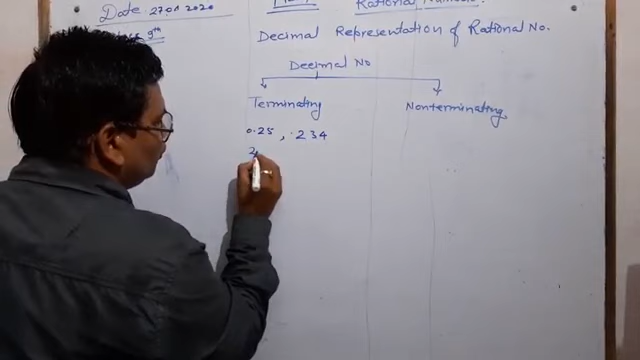 Date 27.01.2020
Rational Numbers.
9th
Decimal Representation of Rational No.
Decimal No
Terminating
Nonterminating,
0.25, .234
2